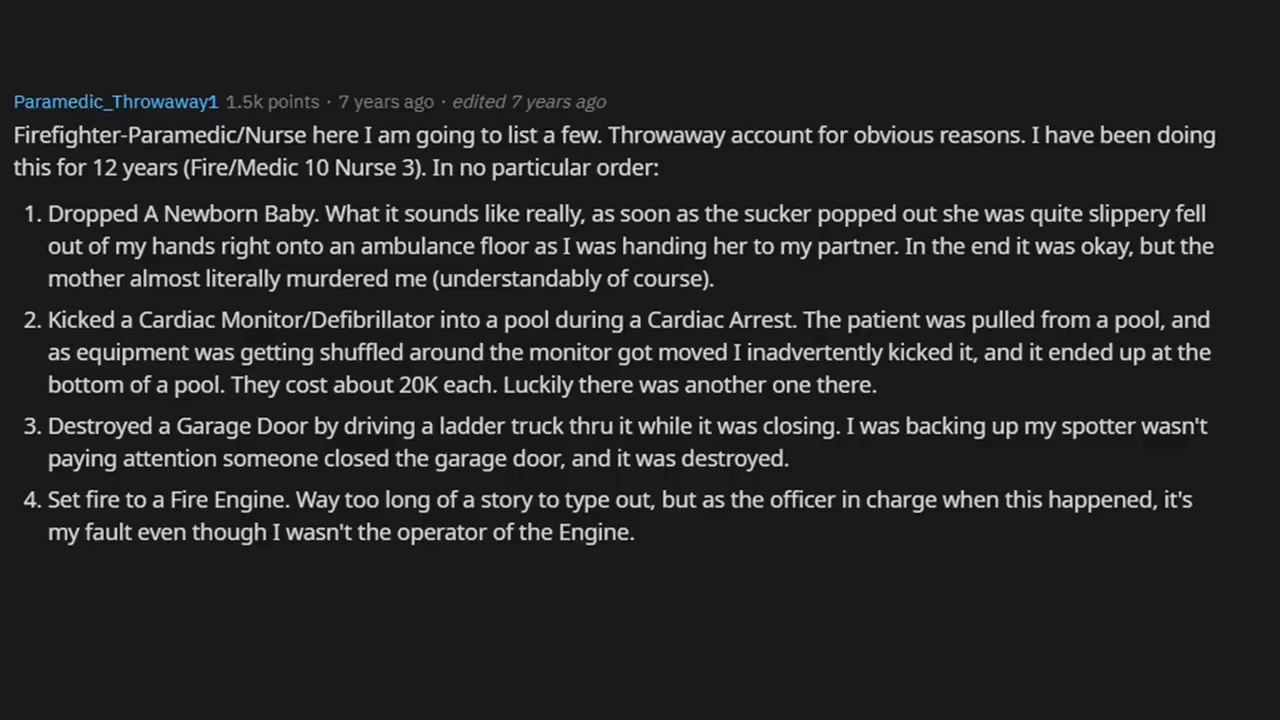 Paramedic_Throwaway1 1.5k points · 7 years ago · edited 7 years ago
Firefighter-Paramedic/Nurse here I am going to list a few. Throwaway account for obvious reasons. I have been doing
this for 12 years (Fire/Medic 10 Nurse 3). In no particular order:
1. Dropped A Newborn Baby. What it sounds like really, as soon as the sucker popped out she was quite slippery fell
out of my hands right onto an ambulance floor as I was handing her to my partner. In the end it was okay, but the
mother almost literally murdered me (understandably of course).
2. Kicked a Cardiac Monitor/Defibrillator into a pool during a Cardiac Arrest. The patient was pulled from a pool, and
as equipment was getting shuffled around the monitor got moved I inadvertently kicked it, and it ended up at the
bottom of a pool. They cost about 20K each. Luckily there was another one there.
3. Destroyed a Garage Door by driving a ladder truck thru it while it was closing. I was backing up my spotter wasn't
paying attention someone closed the garage door, and it was destroyed.
4. Set fire to a Fire Engine. Way too long of a story to type out, but as the officer in charge when this happened, it's
my fault even though I wasn't the operator of the Engine.